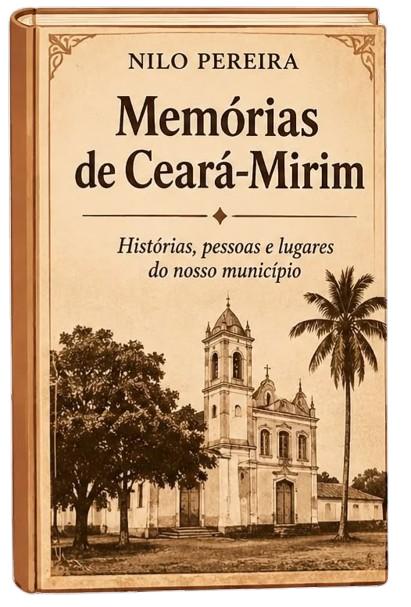 NILO PEREIRA
Memórias
de Ceará-Mirim
Histórias, pessoas e lugares
do nosso município